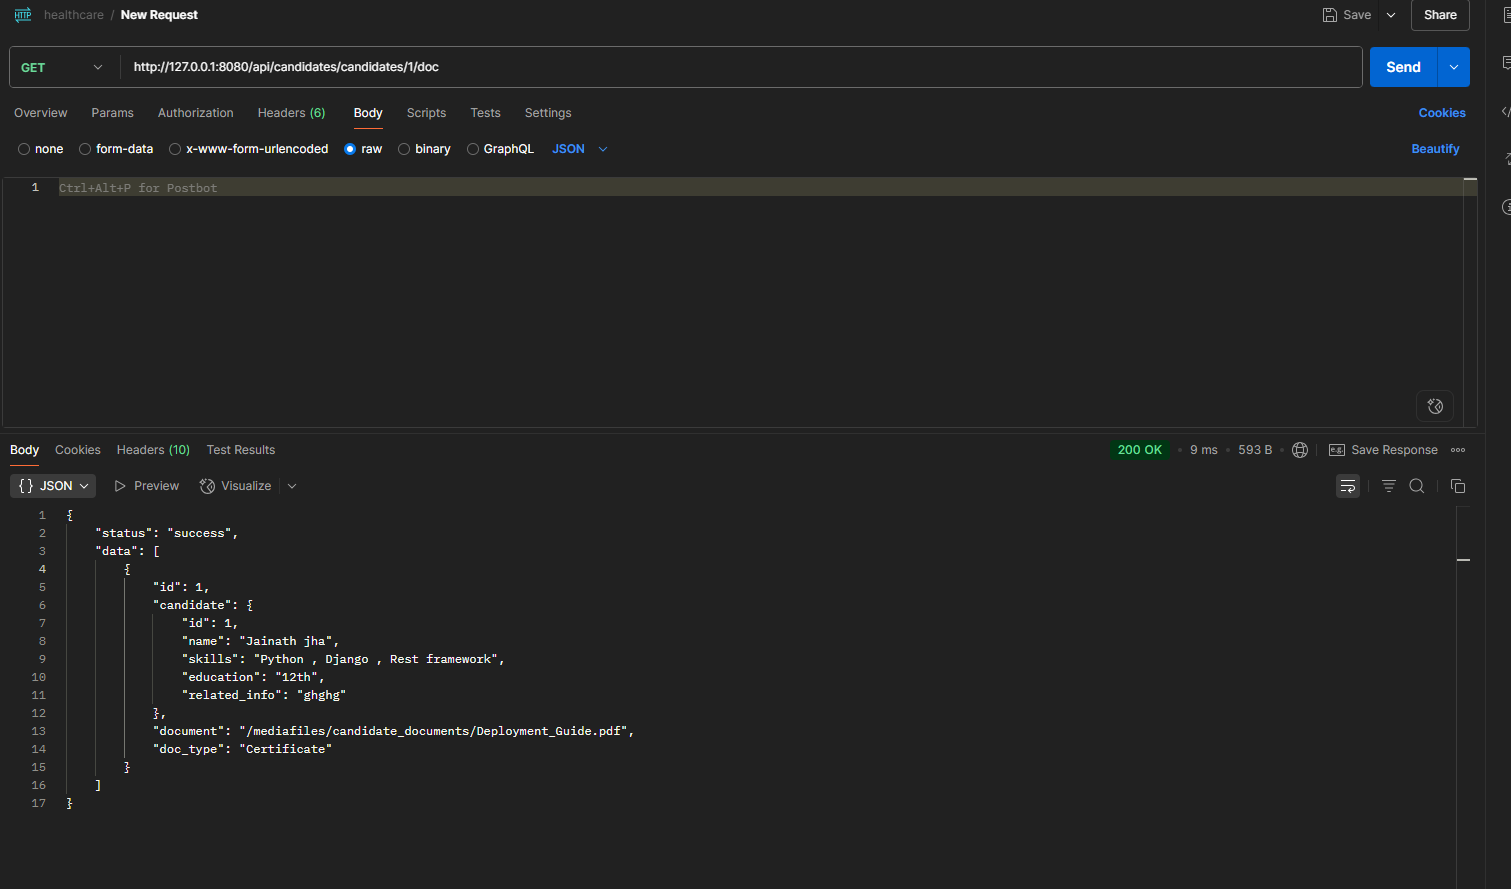 HTTP healthcare / New Request Save Share
GET http://127.0.0.1:8080/api/candidates/candidates/1/doc Send
Overview Params Authorization Headers (6) Body Scripts Tests Settings Cookies
none form-data x-www-form-urlencoded raw binary GraphQL JSON Beautify
1 Ctrl+Alt+P for Postbot
Body Cookies Headers (10) Test Results 200 OK • 9 ms • 593 B • e.g. Save Response
{} JSON Preview Visualize
1 {
2 "status": "success",
3 "data": [
4 {
5 "id": 1,
6 "candidate": {
7 "id": 1,
8 "name": "Jainath jha",
9 "skills": "Python , Django , Rest framework",
10 "education": "12th",
11 "related_info": "ghghg"
12 },
13 "document": "/mediafiles/candidate_documents/Deployment_Guide.pdf",
14 "doc_type": "Certificate"
15 }
16 ]
17 }